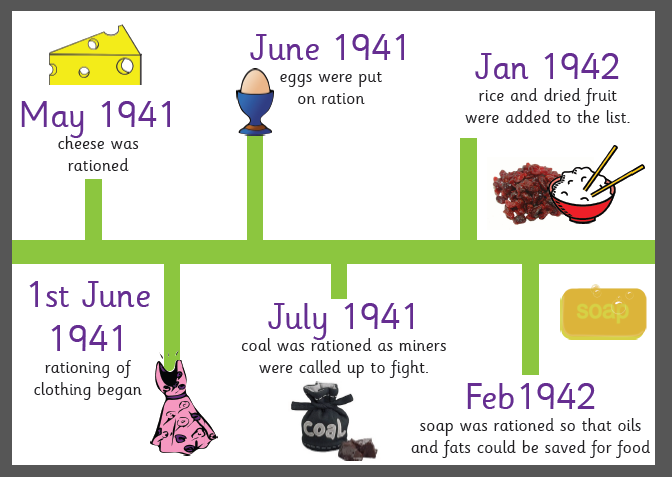 May 1941
cheese was
rationed
1st June
1941
rationing of
clothing began
June 1941
eggs were put
on ration
July 1941
coal was rationed as miners
were called up to fight.
coal
Jan 1942
rice and dried fruit
were added to the list.
soap
Feb 1942
soap was rationed so that oils
and fats could be saved for food